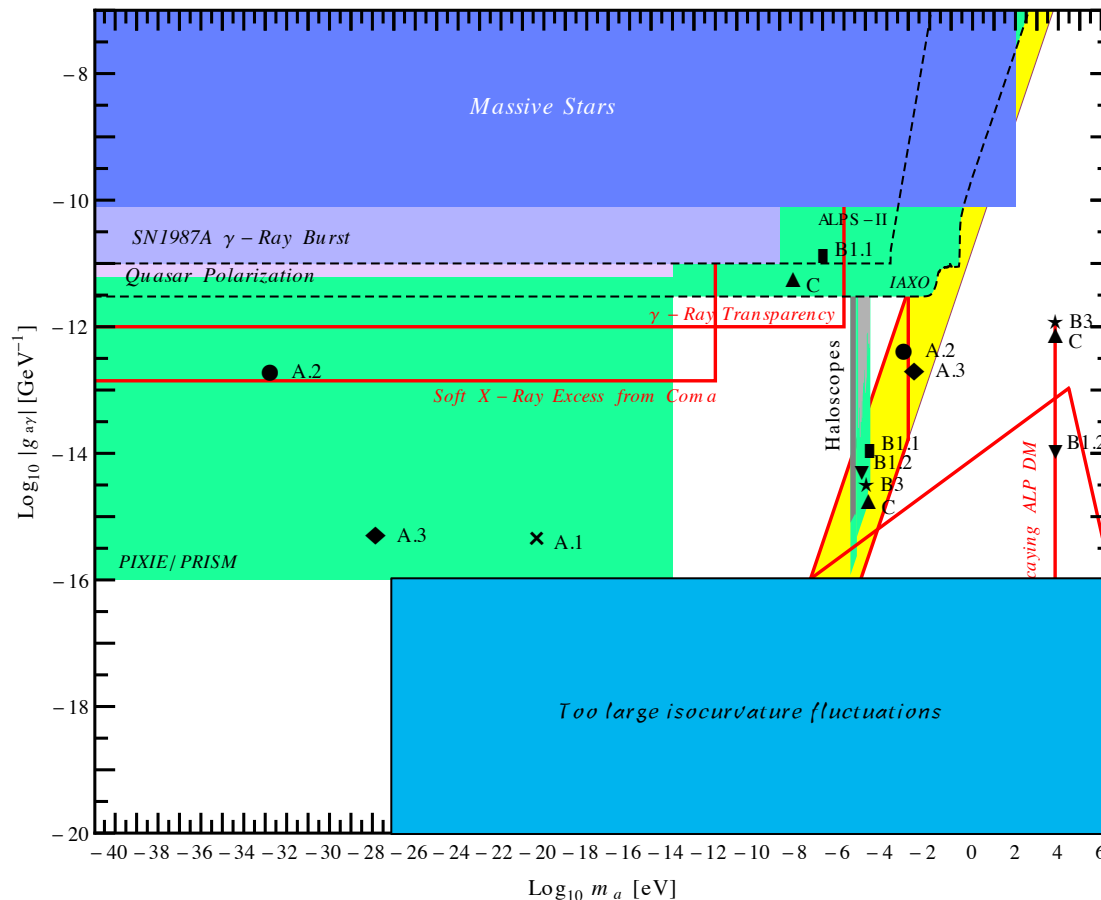 −8
Massive Stars
−10
ALPS−II
SN1987A γ−Ray Burst
B1.1
Quasar Polarization
C
IAXO
−12
γ−Ray Transparency
B3
C
A.2
A.2
A.3
Soft X−Ray Excess from Coma
Haloscopes
−14
B1.1
B1.2
B1.2
B3
C
A.3
A.1
caying ALP DM
PIXIE/PRISM
−16
−18
Too large isocurvature fluctuations
−20
−40 −38 −36 −34 −32 −30 −28 −26 −24 −22 −20 −18 −16 −14 −12 −10 −8 −6 −4 −2 0 2 4 6
Log₁₀ mₐ [eV]
Log₁₀ |g_aγ| [GeV⁻¹]